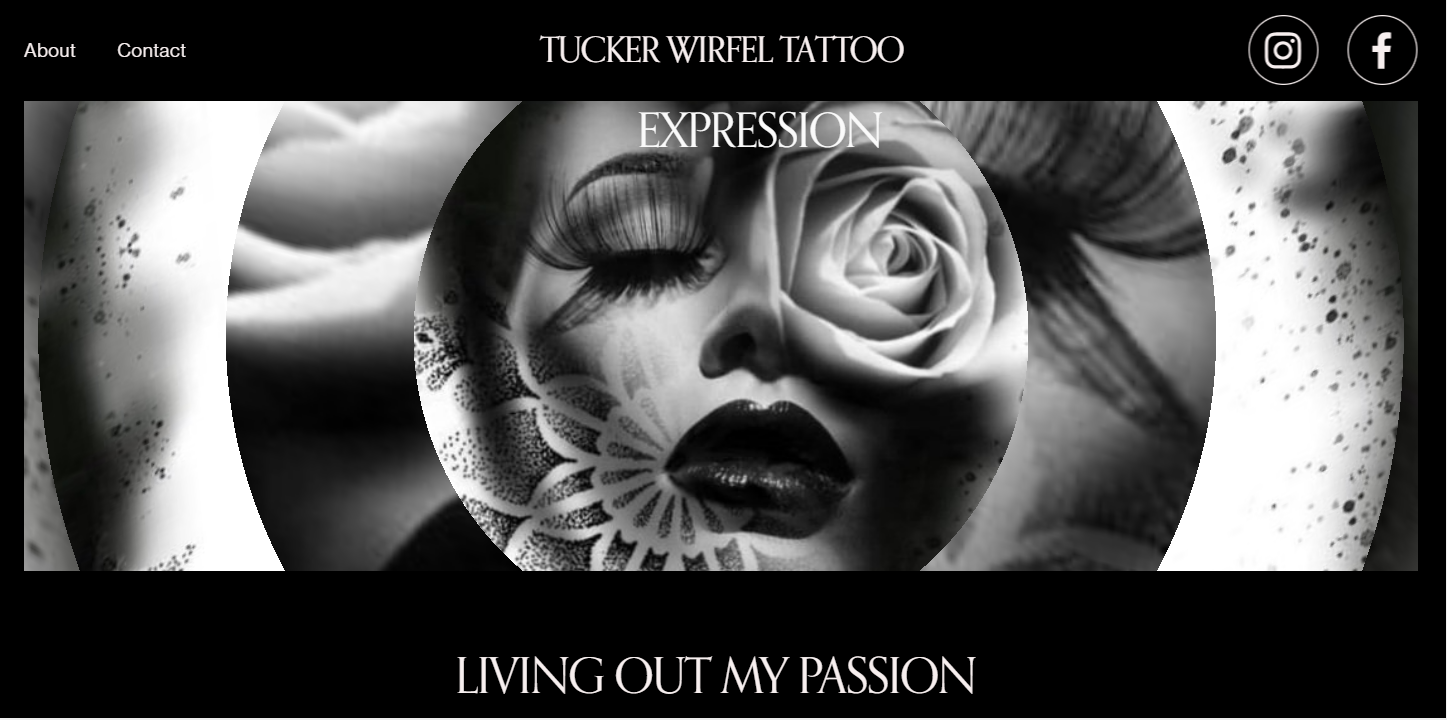 About
Contact
TUCKER WIRFEL TATTOO
EXPRESSION
LIVING OUT MY PASSION